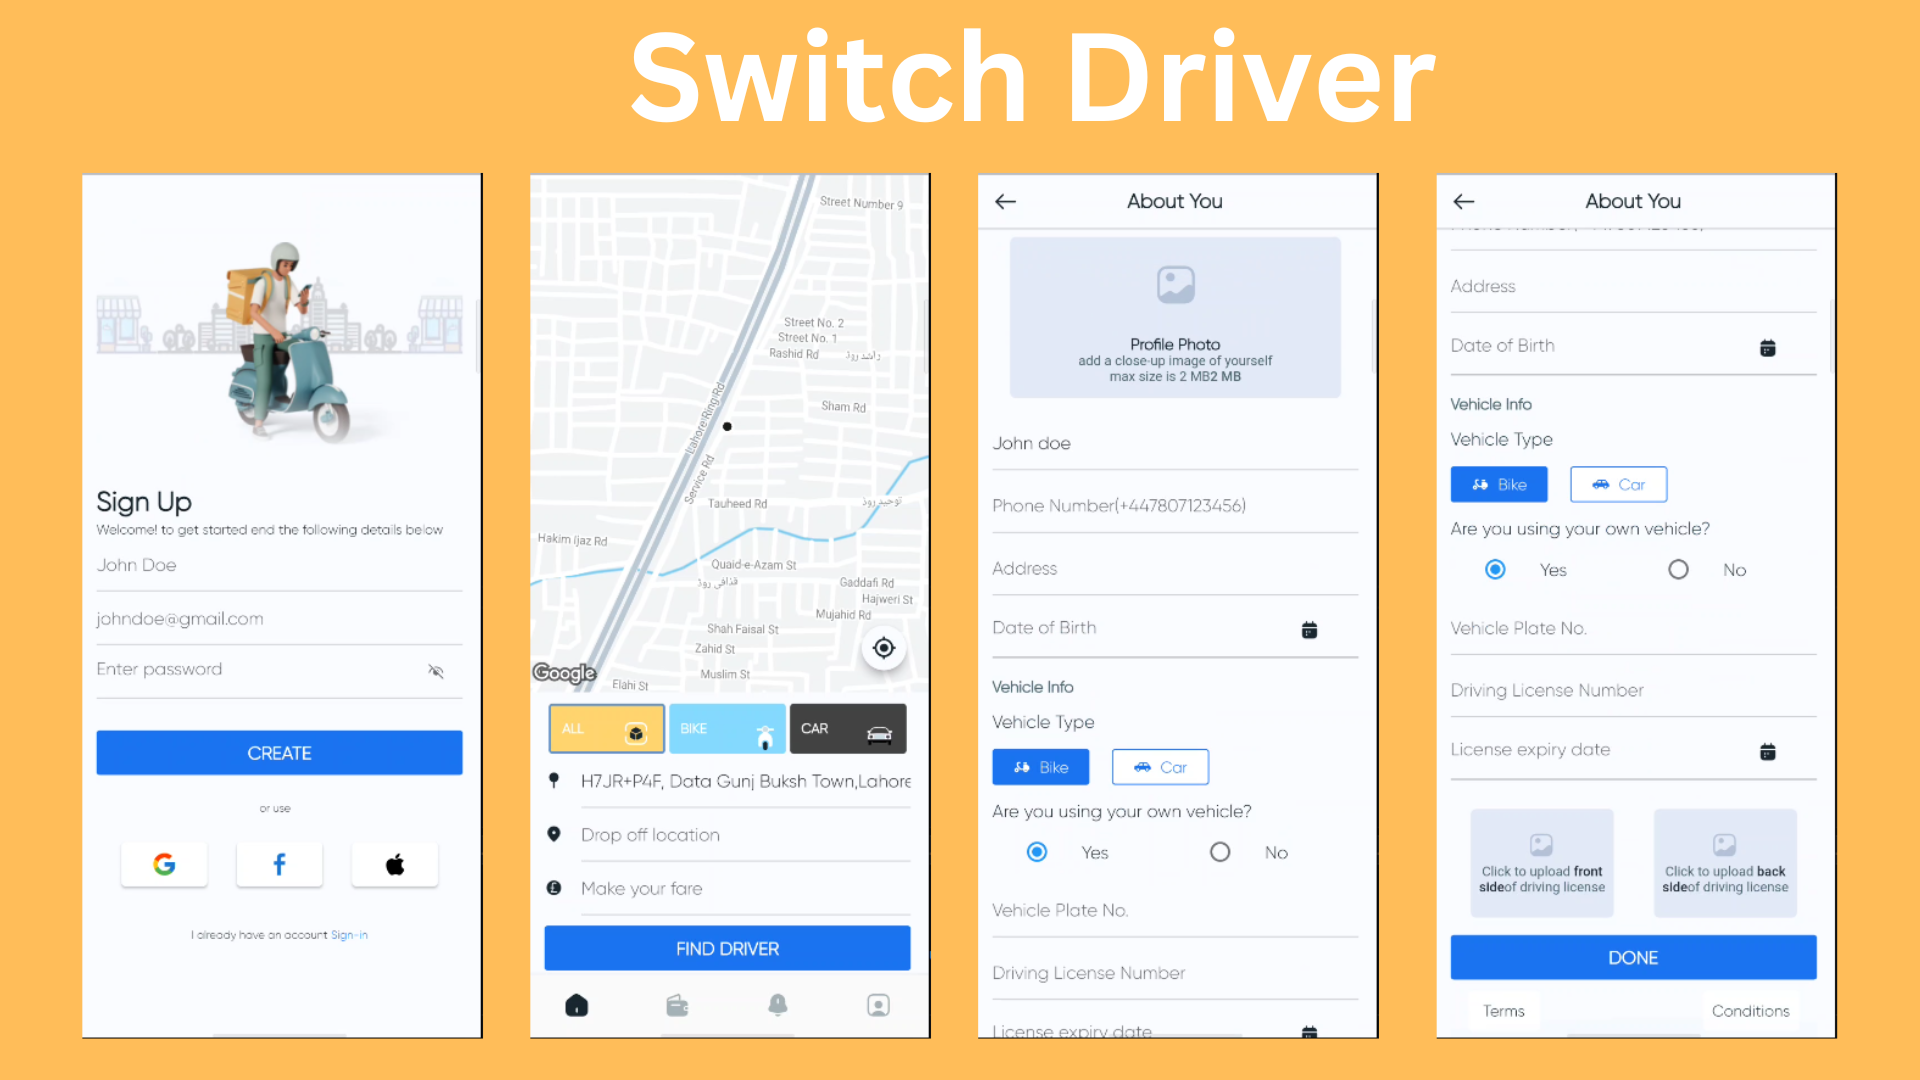 Switch Driver
Sign Up
Welcome! to get started end the following details below
John Doe
johndoe@gmail.com
Enter password
CREATE
or use
I already have an account Sign-in
Street Number 9
Street No. 2
Street No. 1
Rashid Rd
راشد روڈ
Lahore Ring Rd
Sham Rd
Service Rd
Tauheed Rd
توحید روڈ
Hakim Ijaz Rd
Quaid-e-Azam St
قذافی روڈ
Gaddafi Rd
Hajweri St
Mujahid Rd
Shah Faisal St
Zahid St
Muslim St
Google
Elahi St
ALL
BIKE
CAR
H7JR+P4F, Data Gunj Buksh Town,Lahore
Drop off location
Make your fare
FIND DRIVER
About You
Profile Photo
add a close-up image of yourself
max size is 2 MB2 MB
John doe
Phone Number(+447807123456)
Address
Date of Birth
Vehicle Info
Vehicle Type
Bike
Car
Are you using your own vehicle?
Yes
No
Vehicle Plate No.
Driving License Number
License expiry date
About You
Address
Date of Birth
Vehicle Info
Vehicle Type
Bike
Car
Are you using your own vehicle?
Yes
No
Vehicle Plate No.
Driving License Number
License expiry date
Click to upload front
sideof driving license
Click to upload back
sideof driving license
DONE
Terms
Conditions